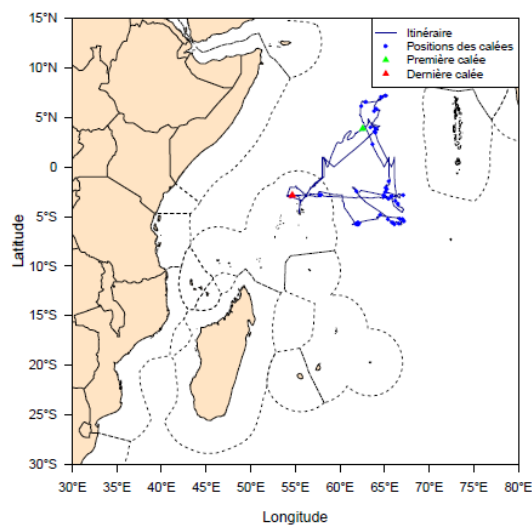 15°N
10°N
5°N
0
5°S
10°S
15°S
20°S
25°S
30°S
Latitude
Itinéraire
Positions des calées
Première calée
Dernière calée
30°E
35°E
40°E
45°E
50°E
55°E
60°E
65°E
70°E
75°E
80°E
Longitude